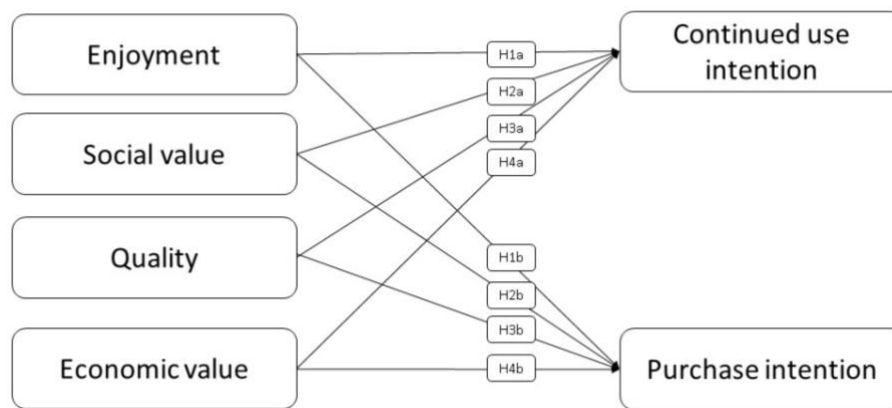 Enjoyment
Social value
Quality
Economic value
H1a
H2a
H3a
H4a
H1b
H2b
H3b
H4b
Continued use
intention
Purchase intention